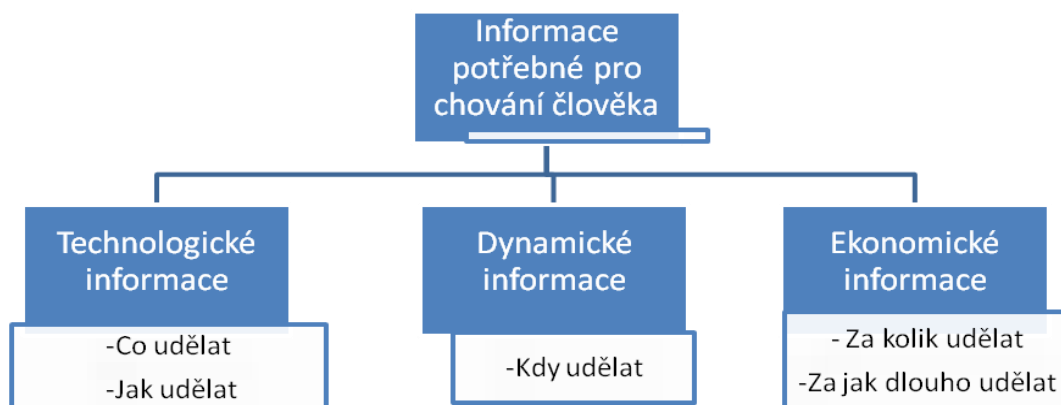 Informace
potřebné pro
chování člověka
Technologické
informace
-Co udělat
-Jak udělat
Dynamické
informace
-Kdy udělat
Ekonomické
informace
- Za kolik udělat
-Za jak dlouho udělat